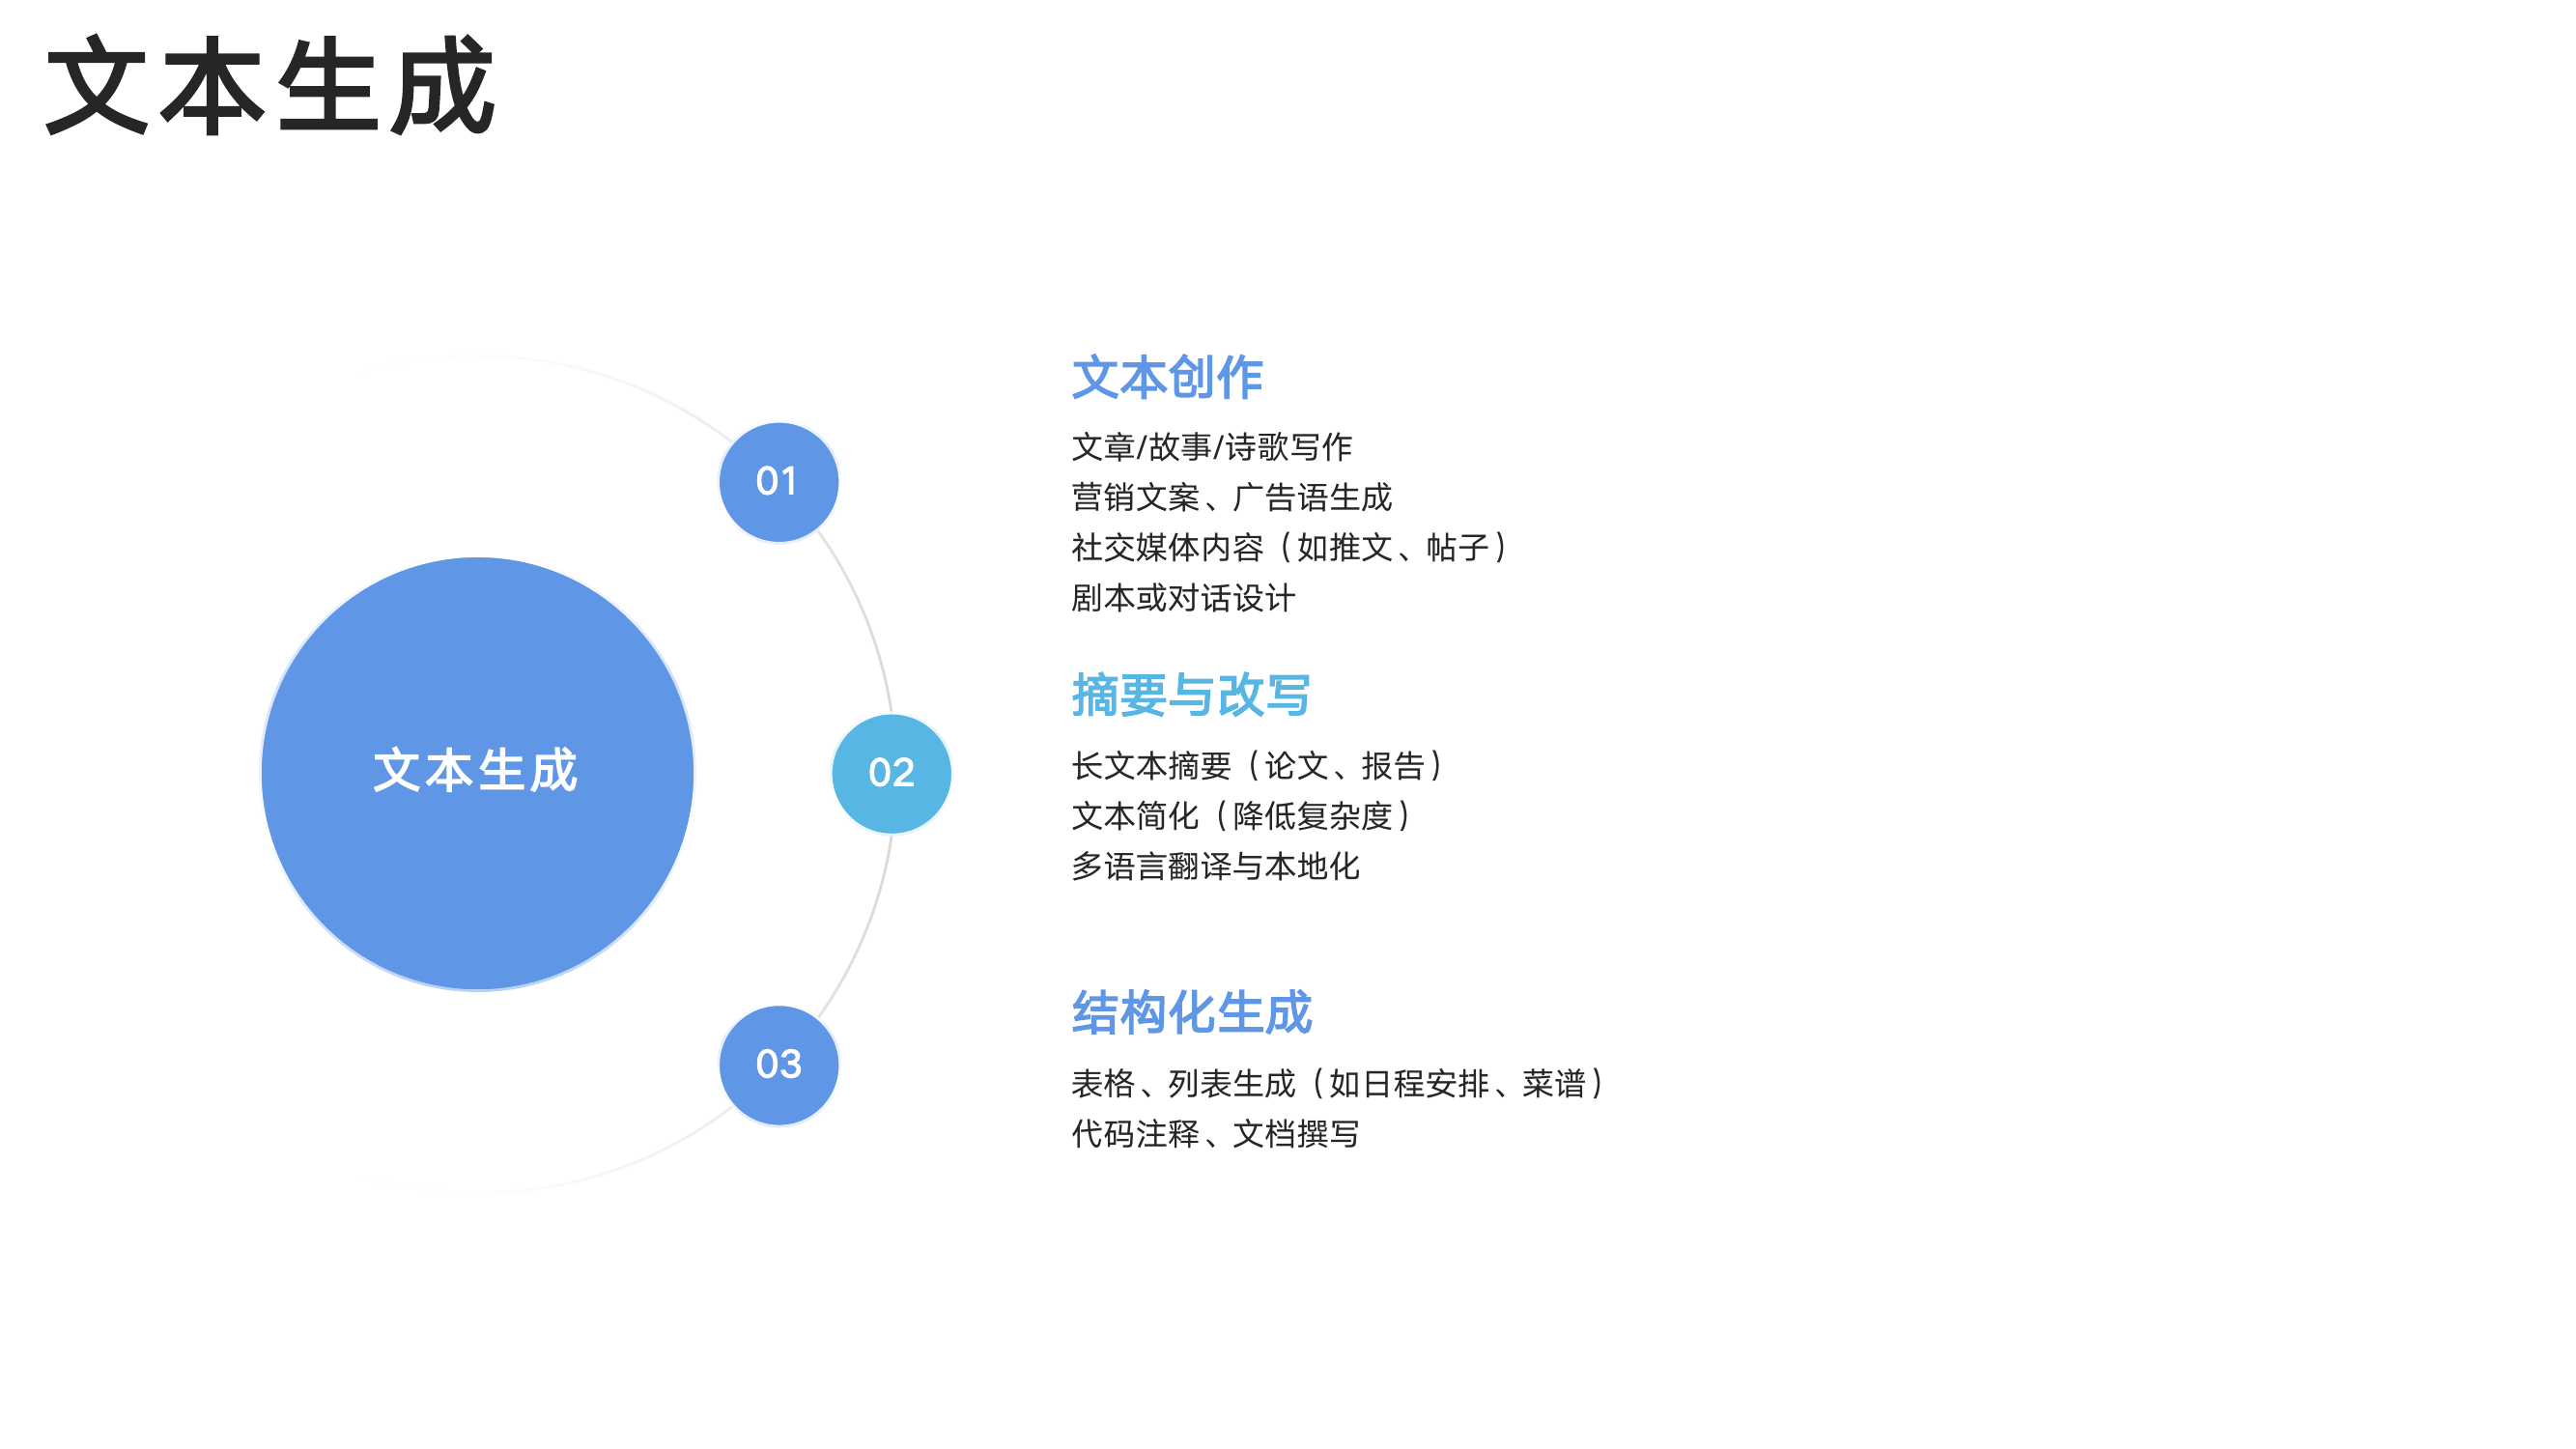 文本生成
文本生成
01
文本创作
文章/故事/诗歌写作
营销文案、广告语生成
社交媒体内容（如推文、帖子）
剧本或对话设计
02
摘要与改写
长文本摘要（论文、报告）
文本简化（降低复杂度）
多语言翻译与本地化
03
结构化生成
表格、列表生成（如日程安排、菜谱）
代码注释、文档撰写